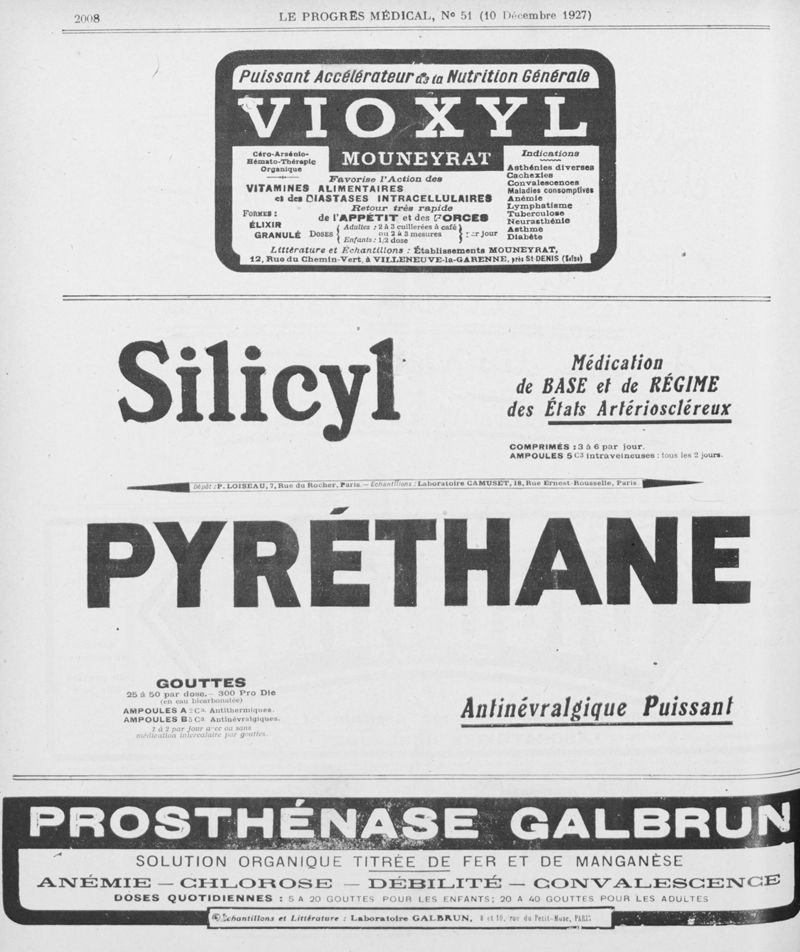 2008
LE PROGRÈS MÉDICAL, No 51 (10 Décembre 1927)
Puissant Accélérateur de la Nutrition Générale
VIOXYL
MOUNEYRAT
Céro-Arsénio-
Hémato-Thérapie
Organique
Favorise l'Action des
VITAMINES ALIMENTAIRES
et des DIASTASES INTRACELLULAIRES
Retour très rapide
de l'APPÉTIT et des FORCES
FORMES :
ÉLIXIR
GRANULÉ
DOSES
Adultes : 2 à 3 cuillerées à café
ou 2 à 3 mesures
Enfants : 1/2 dose
par jour
Indications
Asthénies diverses
Cachexies
Convalescences
Maladies consomptives
Anémie
Lymphatisme
Tuberculose
Neurasthénie
Asthme
Diabète
Littérature et Échantillons : Établissements MOUNEYRAT,
12, Rue du Chemin-Vert, à VILLENEUVE-la-GARENNE, près St-DENIS (Seine)
Silicyl
Médication
de BASE et de RÉGIME
des États Artérioscléreux
COMPRIMÉS : 3 à 6 par jour.
AMPOULES 5 C3 intraveineuses : tous les 2 jours.
Dépôt : P. LOISEAU, 7, Rue du Rocher, Paris. — Échantillons : Laboratoire CAMUSET, 18, Rue Ernest-Rousselle, Paris
PYRÉTHANE
GOUTTES
25 à 50 par dose. — 300 Pro Die
(en eau bicarbonatée)
AMPOULES A 2 C3. Antithermiques.
AMPOULES B 5 C3. Antinévralgiques.
1 à 2 par jour avec ou sans
médication intercalaire par gouttes.
Antinévralgique Puissant
PROSTHÉNASE GALBRUN
SOLUTION ORGANIQUE TITRÉE DE FER ET DE MANGANÈSE
ANÉMIE — CHLOROSE — DÉBILITÉ — CONVALESCENCE
DOSES QUOTIDIENNES : 5 A 20 GOUTTES POUR LES ENFANTS; 20 A 40 GOUTTES POUR LES ADULTES
Échantillons et Littérature : Laboratoire GALBRUN, 8 et 10, rue du Petit-Musc, PARIS